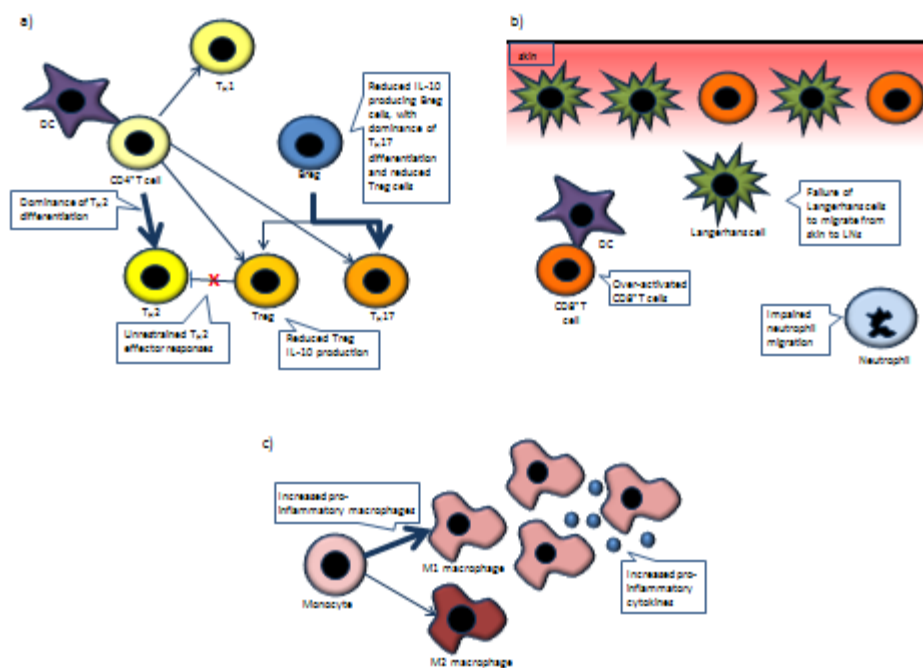 a)
TH1
DC
CD4+ T cell
Breg
Reduced IL-10
producing Breg
cells, with
dominance of
TH17
differentiation
and reduced
Treg cells
Dominance of TH2
differentiation
X
TH2
Treg
TH17
Unrestrained TH2
effector responses
Reduced Treg
IL-10 production
b)
skin
Langerhans cell
Failure of
Langerhans cells
to migrate from
skin to LNs
DC
CD8+ T
cell
Over-activated
CD8+ T cells
Impaired
neutrophil
migration
Neutrophil
c)
Increased pro-
inflammatory macrophages
Monocyte
M1 macrophage
M2 macrophage
Increased pro-
inflammatory
cytokines